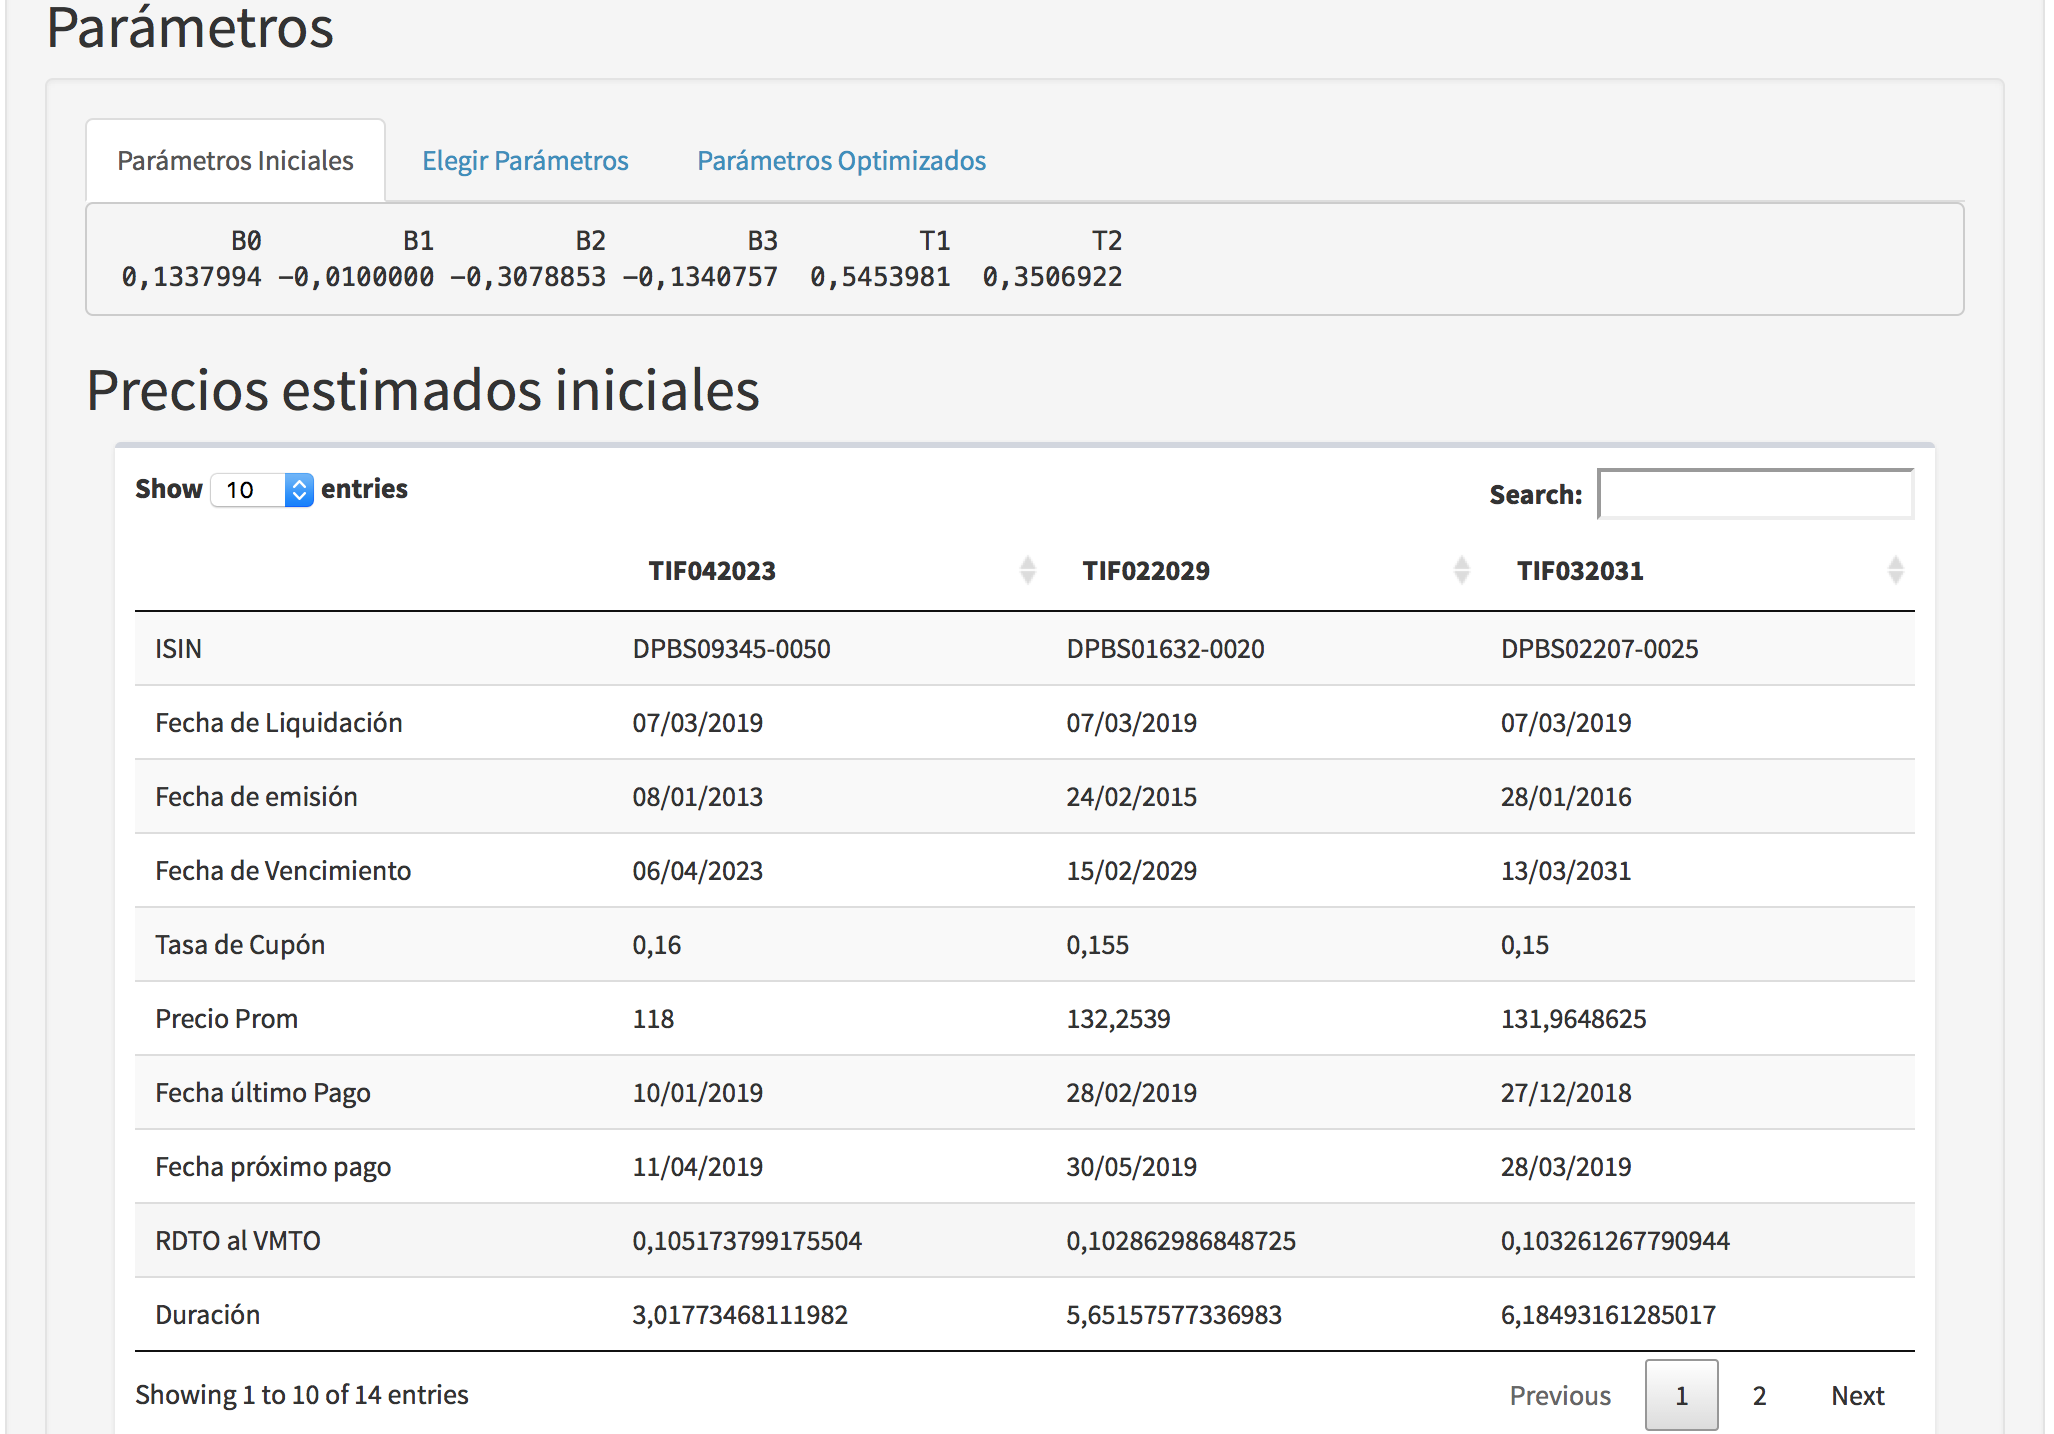 Parámetros
Parámetros Iniciales Elegir Parámetros Parámetros Optimizados
B0 B1 B2 B3 T1 T2
0,1337994 -0,0100000 -0,3078853 -0,1340757 0,5453981 0,3506922
Precios estimados iniciales
Show 10 entries Search:
TIF042023 TIF022029 TIF032031
ISIN DPBS09345-0050 DPBS01632-0020 DPBS02207-0025
Fecha de Liquidación 07/03/2019 07/03/2019 07/03/2019
Fecha de emisión 08/01/2013 24/02/2015 28/01/2016
Fecha de Vencimiento 06/04/2023 15/02/2029 13/03/2031
Tasa de Cupón 0,16 0,155 0,15
Precio Prom 118 132,2539 131,9648625
Fecha último Pago 10/01/2019 28/02/2019 27/12/2018
Fecha próximo pago 11/04/2019 30/05/2019 28/03/2019
RDTO al VMTO 0,105173799175504 0,102862986848725 0,103261267790944
Duración 3,01773468111982 5,65157577336983 6,18493161285017
Showing 1 to 10 of 14 entries Previous 1 2 Next